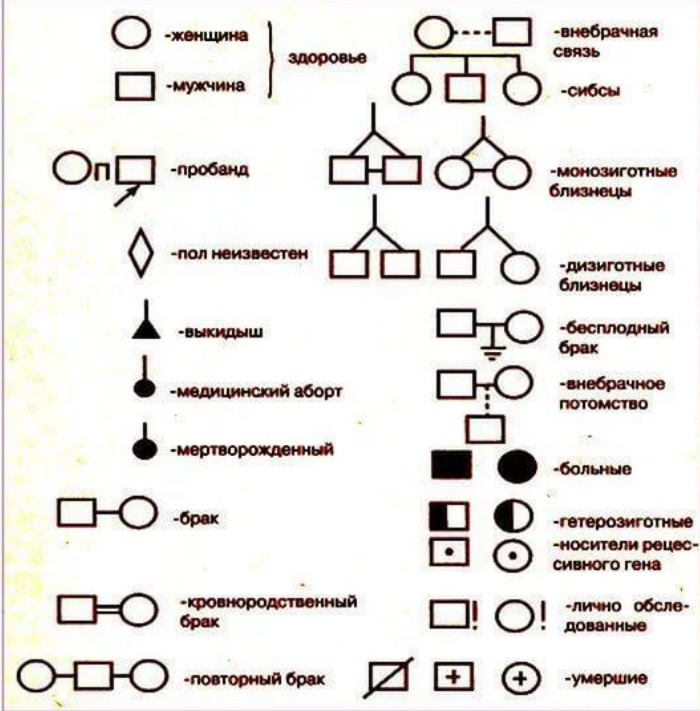 -женщина
-мужчина
здоровье
П
-пробанд
-пол неизвестен
-выкидыш
-медицинский аборт
-мертворожденный
-брак
-кровнородственный
брак
-повторный брак
-внебрачная
связь
-сибсы
-монозиготные
близнецы
-дизиготные
близнецы
-бесплодный
брак
-внебрачное
потомство
-больные
-гетерозиготные
-носители рецес-
сивного гена
! !
-лично обсле-
дованные
+ +
-умершие